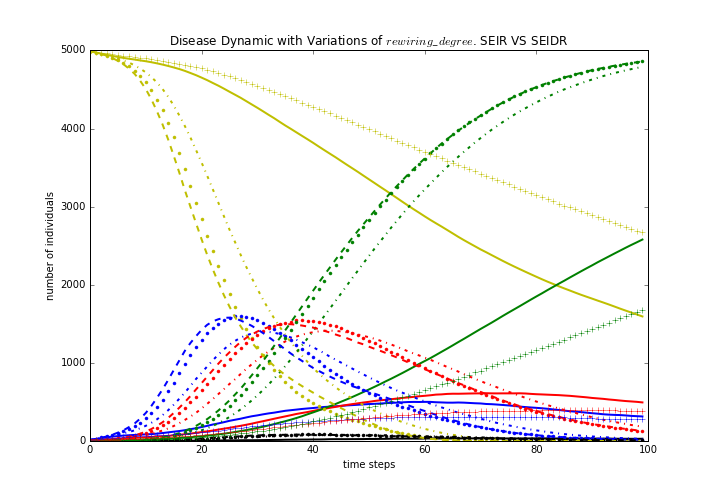 Disease Dynamic with Variations of rewiring_degree. SEIR VS SEIDR
5000
4000
3000
2000
1000
0
number of individuals
0 20 40 60 80 100
time steps